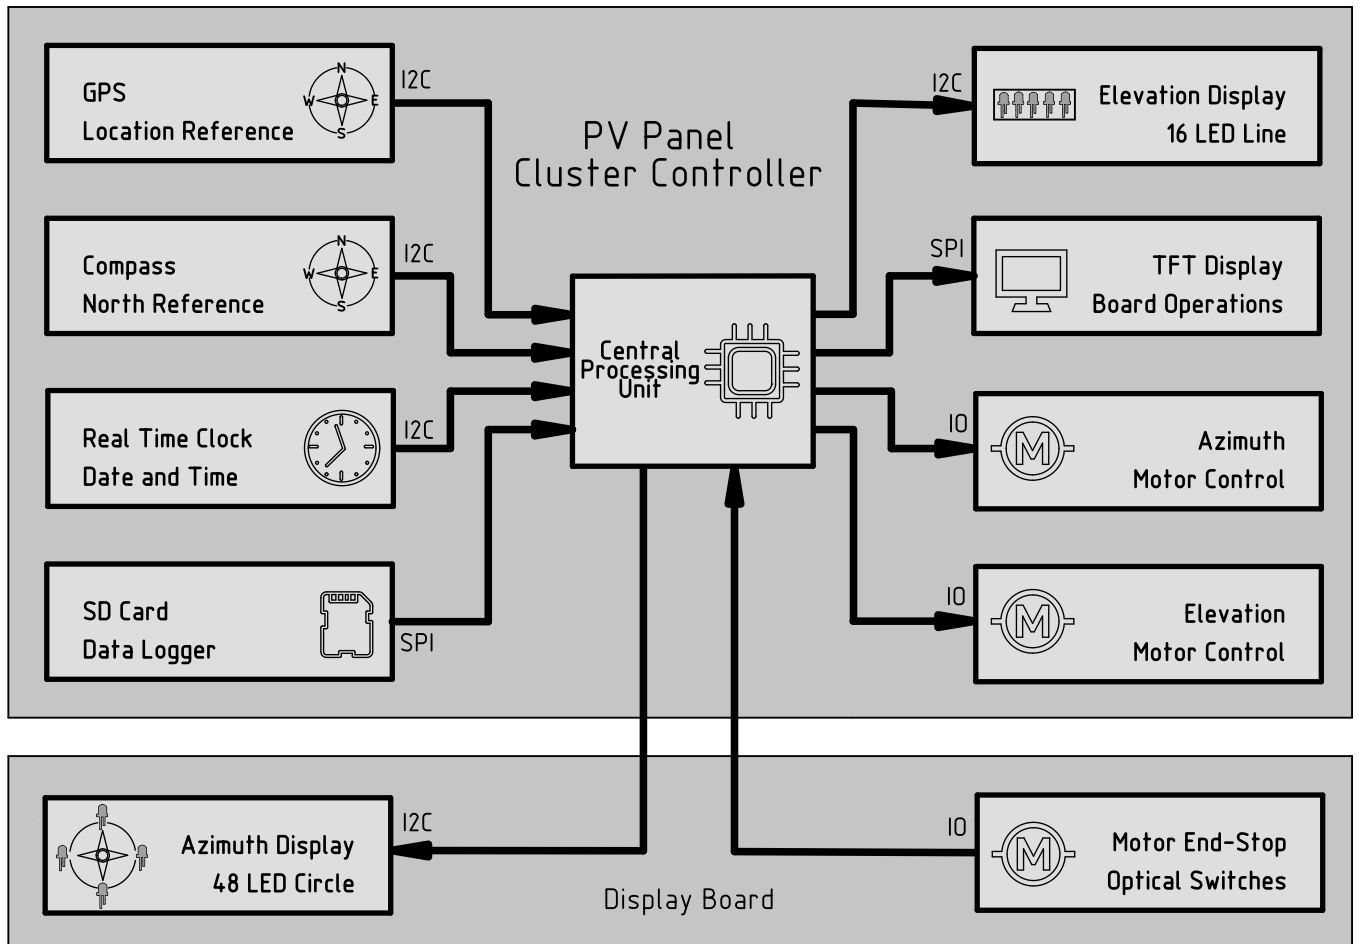 GPS
Location Reference
N
W
E
S
I2C
PV Panel
Cluster Controller
I2C
Elevation Display
16 LED Line
Compass
North Reference
N
W
E
S
I2C
SPI
TFT Display
Board Operations
Central
Processing
Unit
Real Time Clock
Date and Time
I2C
IO
M
Azimuth
Motor Control
SD Card
Data Logger
SPI
IO
M
Elevation
Motor Control
Azimuth Display
48 LED Circle
I2C
Display Board
IO
M
Motor End-Stop
Optical Switches